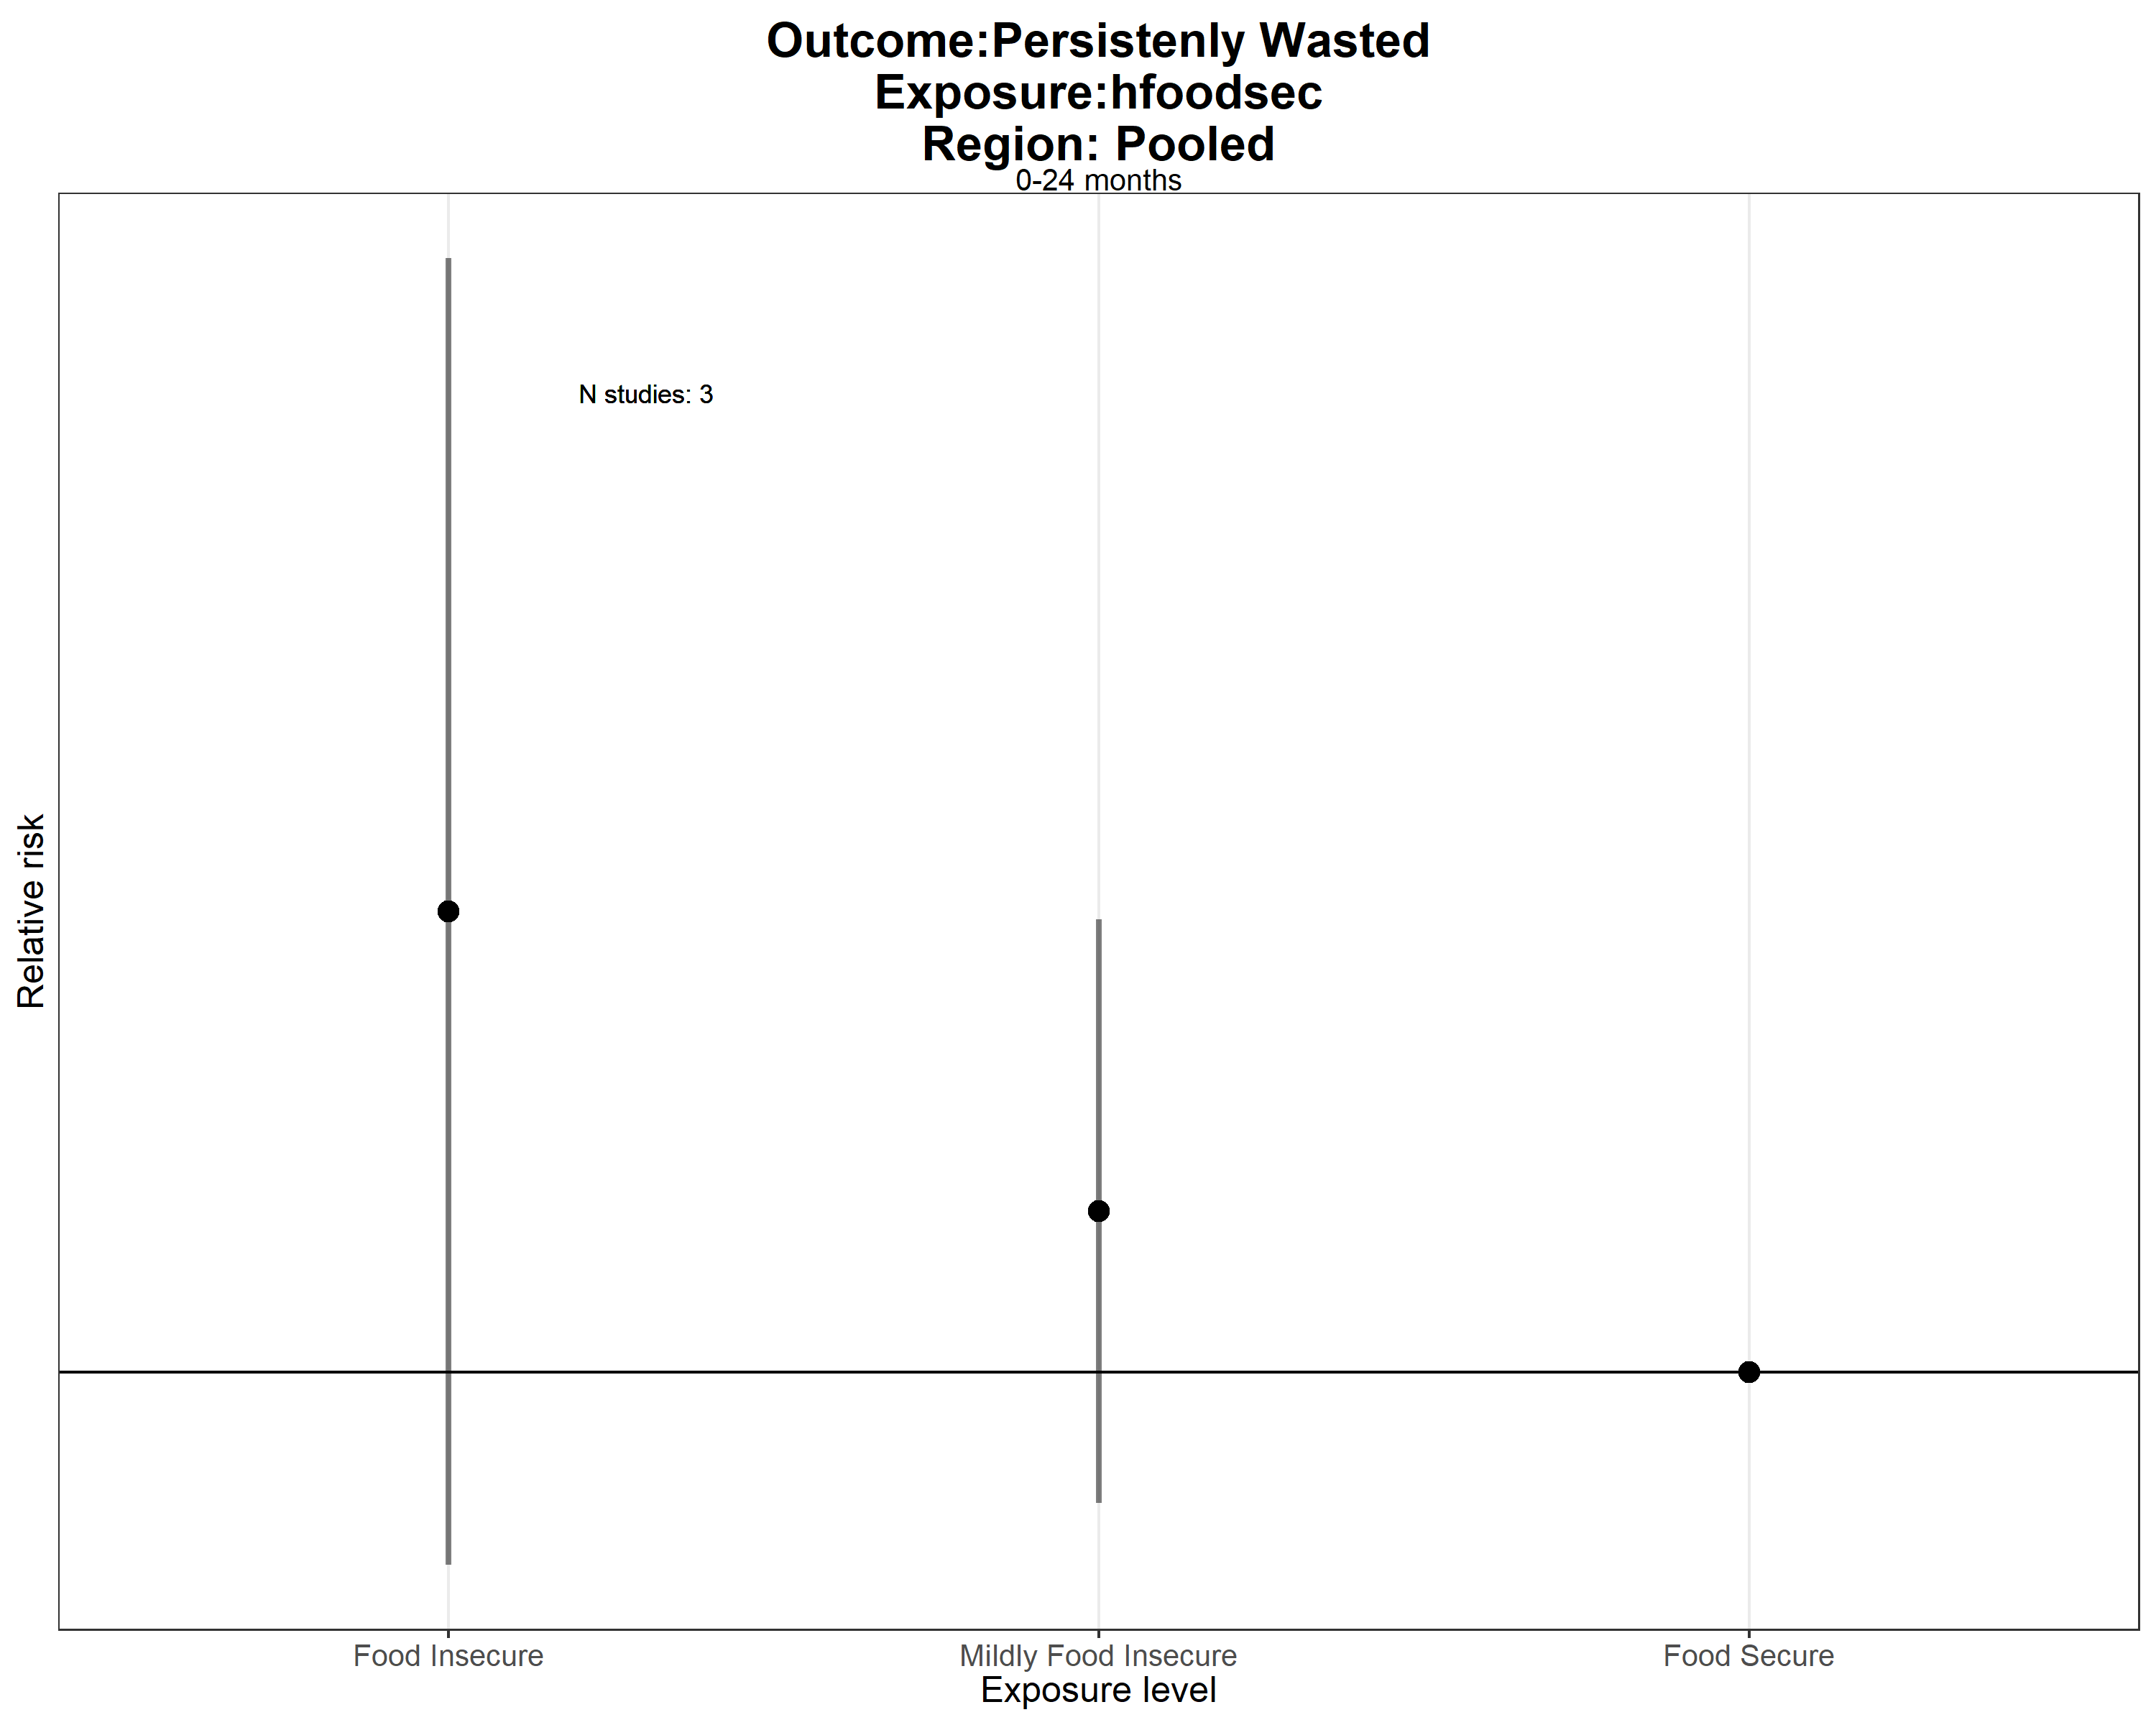 Outcome:Persistenly Wasted
Exposure:hfoodsec
Region: Pooled
0-24 months
N studies: 3
Relative risk
Food Insecure
Mildly Food Insecure
Food Secure
Exposure level